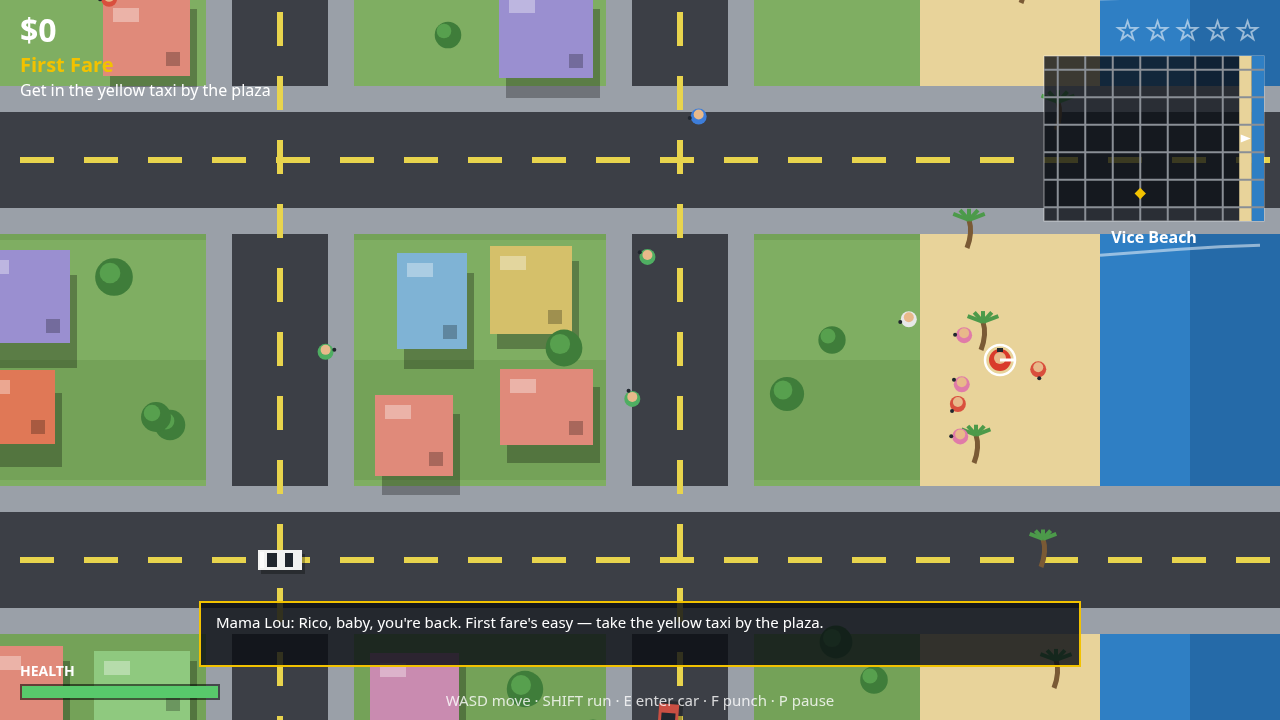 $0
First Fare
Get in the yellow taxi by the plaza
Vice Beach
Mama Lou: Rico, baby, you're back. First fare's easy — take the yellow taxi by the plaza.
HEALTH
WASD move · SHIFT run · E enter car · F punch · P pause